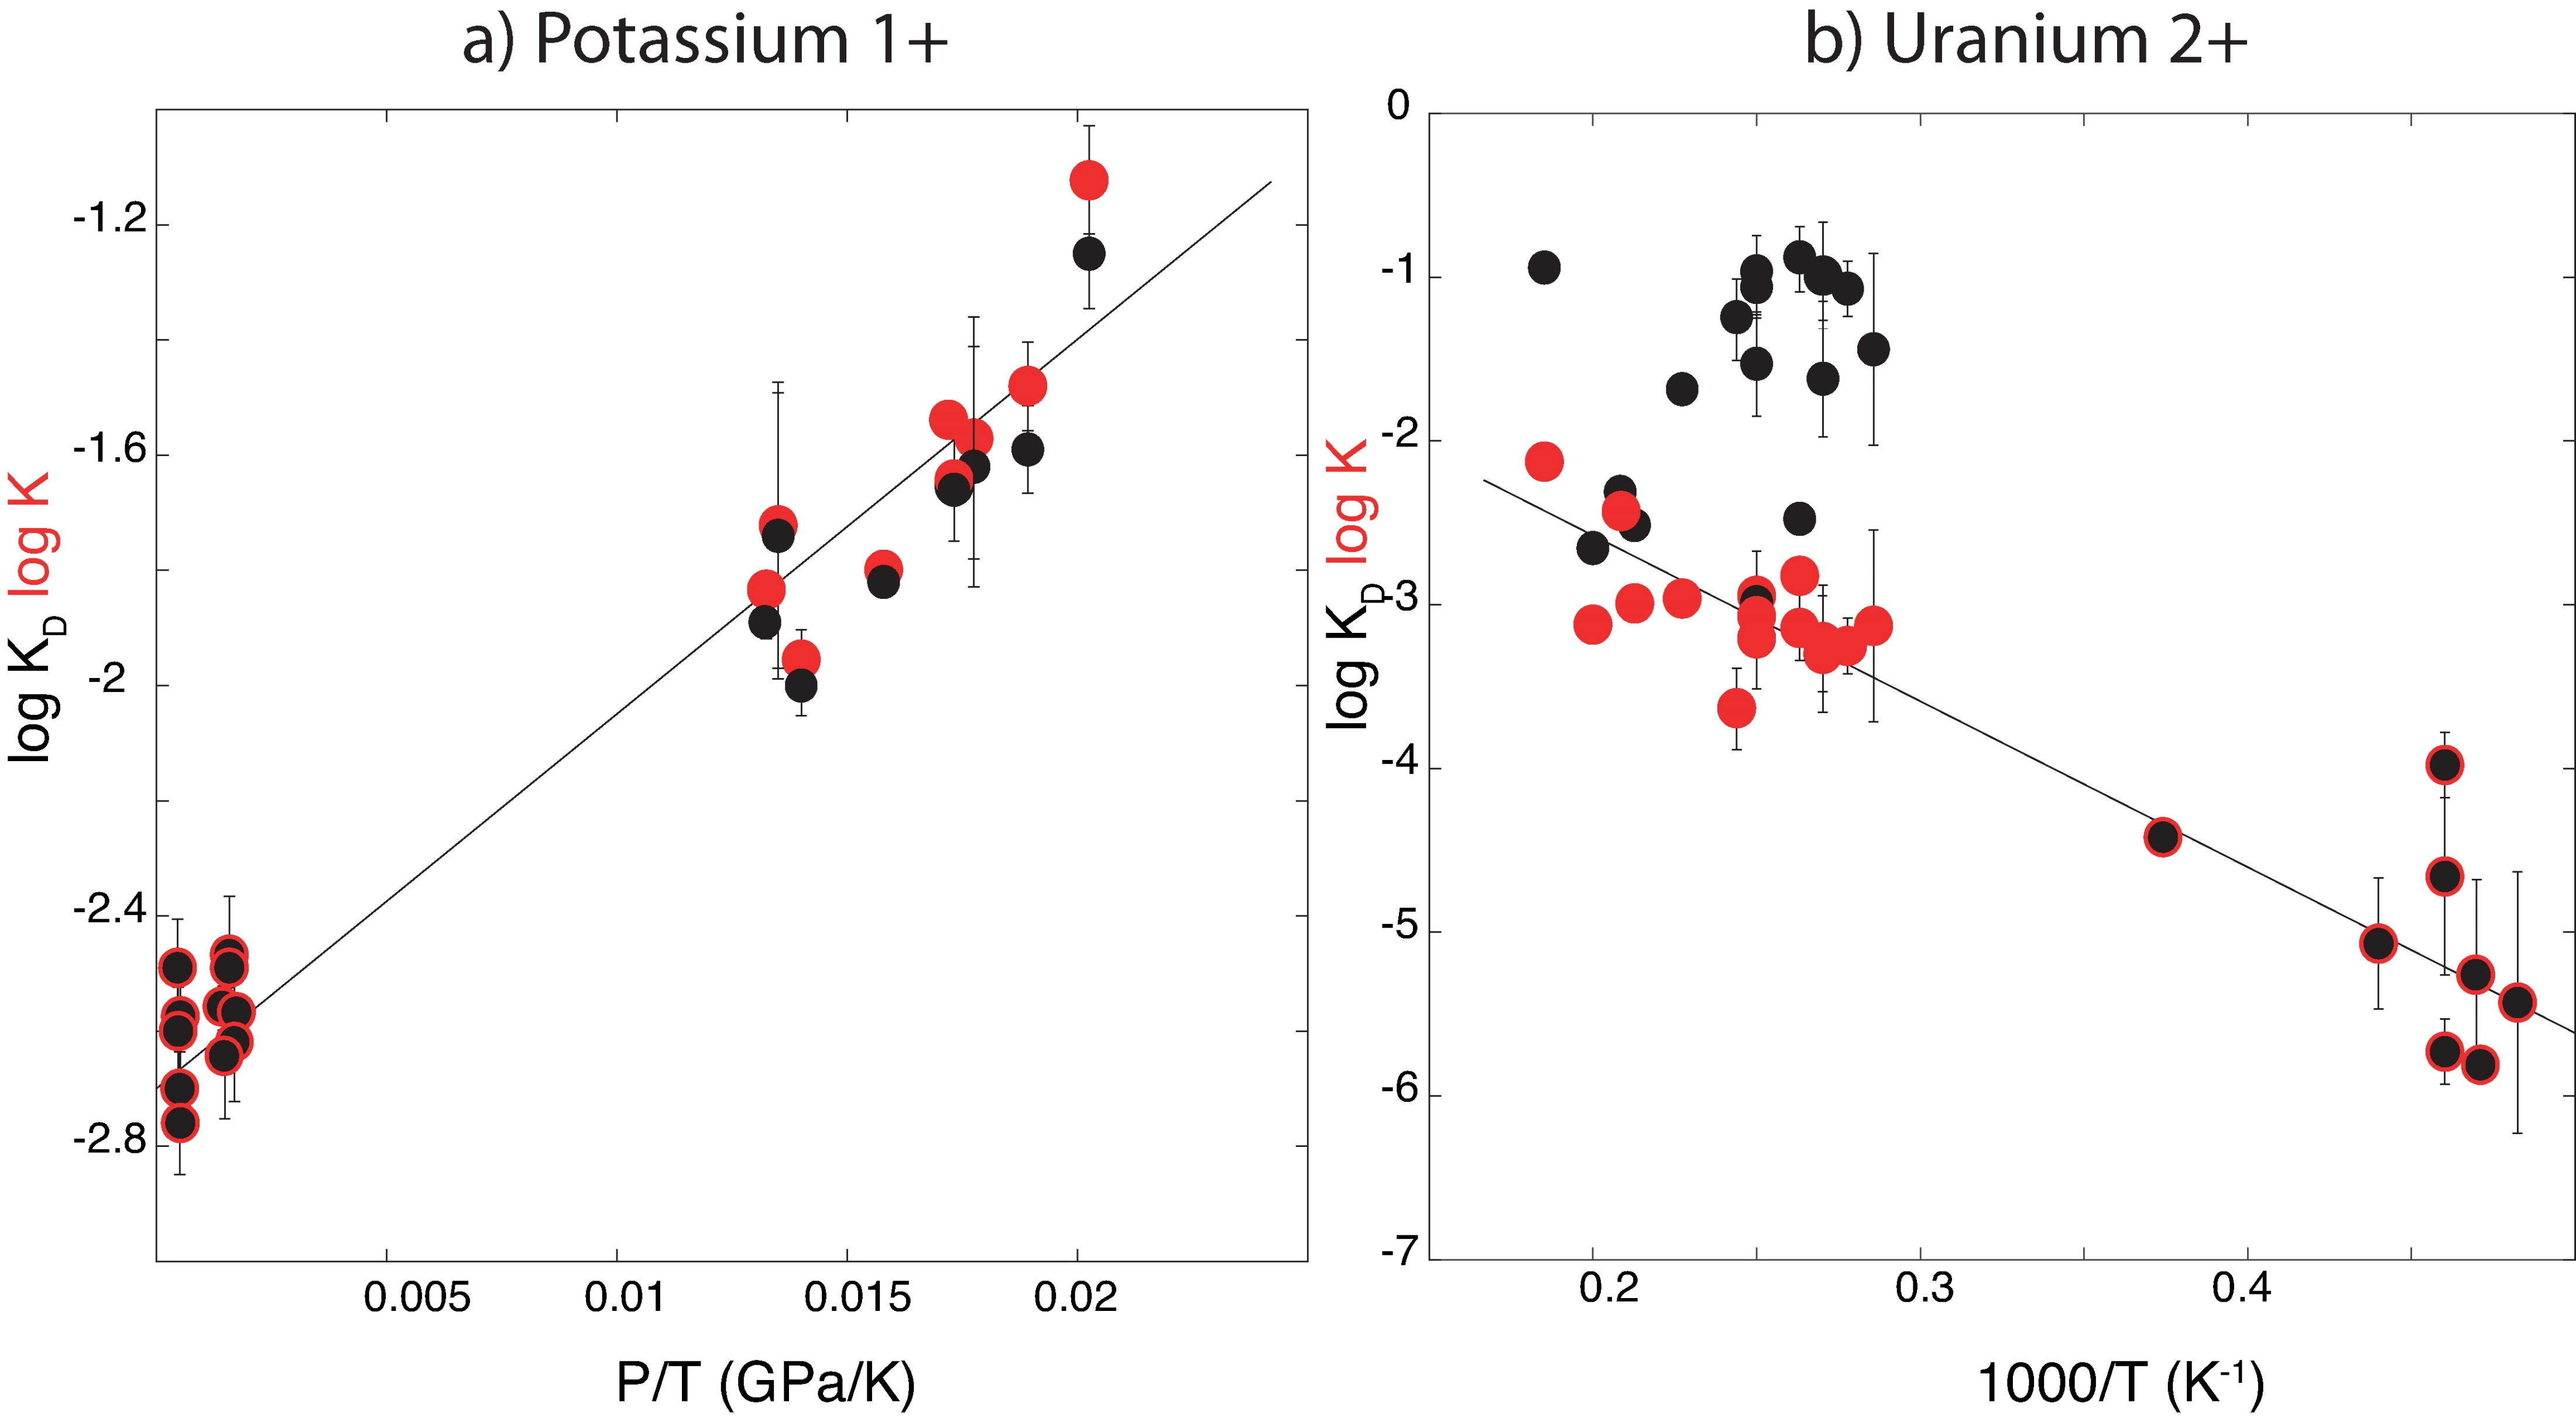 a) Potassium 1+
-1.2
-1.6
-2
-2.4
-2.8
log K_D log K
0.005 0.01 0.015 0.02
P/T (GPa/K)
b) Uranium 2+
0
-1
-2
-3
-4
-5
-6
-7
log K_D log K
0.2 0.3 0.4
1000/T (K⁻¹)